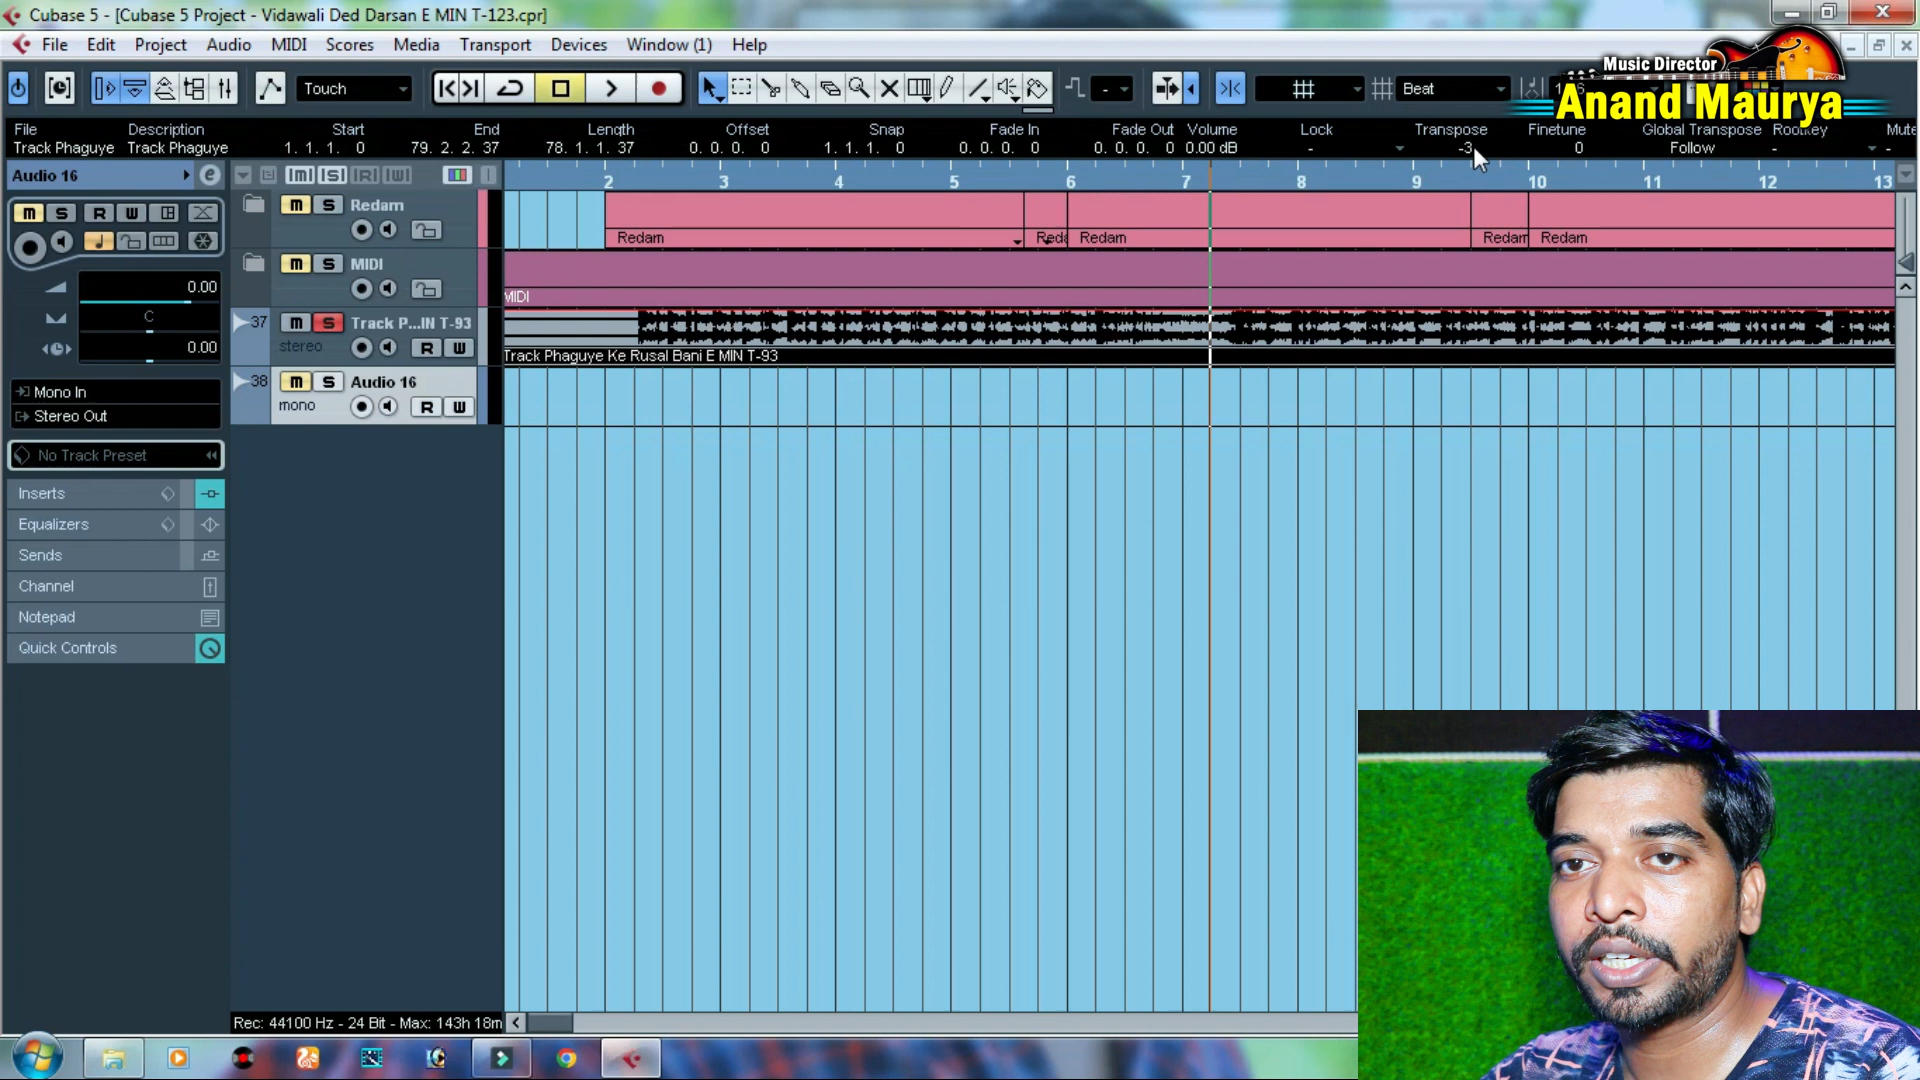 Cubase 5 - [Cubase 5 Project - Vidawali Ded Darsan E MIN T-123.cpr]
File Edit Project Audio MIDI Scores Media Transport Devices Window (1) Help
Music Director
Anand Maurya
Touch
-
Beat
File Description Start End Length Offset Snap Fade In Fade Out Volume Lock Transpose Finetune Global Transpose Rootkey Mute
Track Phaguye Track Phaguye 1. 1. 1. 0 79. 2. 2. 37 78. 1. 1. 37 0. 0. 0. 0 1. 1. 1. 0 0. 0. 0. 0 0. 0. 0. 0 0.00 dB - -3 0 Follow - -
Audio 16
e
m S R W
2 3 4 5 6 7 8 9 10 11 12 13
m S Redam
Redam Redam Redam Redam
m S MIDI
MIDI
0.00
C
0.00
37 m S Track P...IN T-93
stereo R W
Track Phaguye Ke Rusal Bani E MIN T-93
38 m S Audio 16
mono R W
Mono In
Stereo Out
No Track Preset
Inserts
Equalizers
Sends
Channel
Notepad
Quick Controls
Rec: 44100 Hz - 24 Bit - Max: 143h 18m